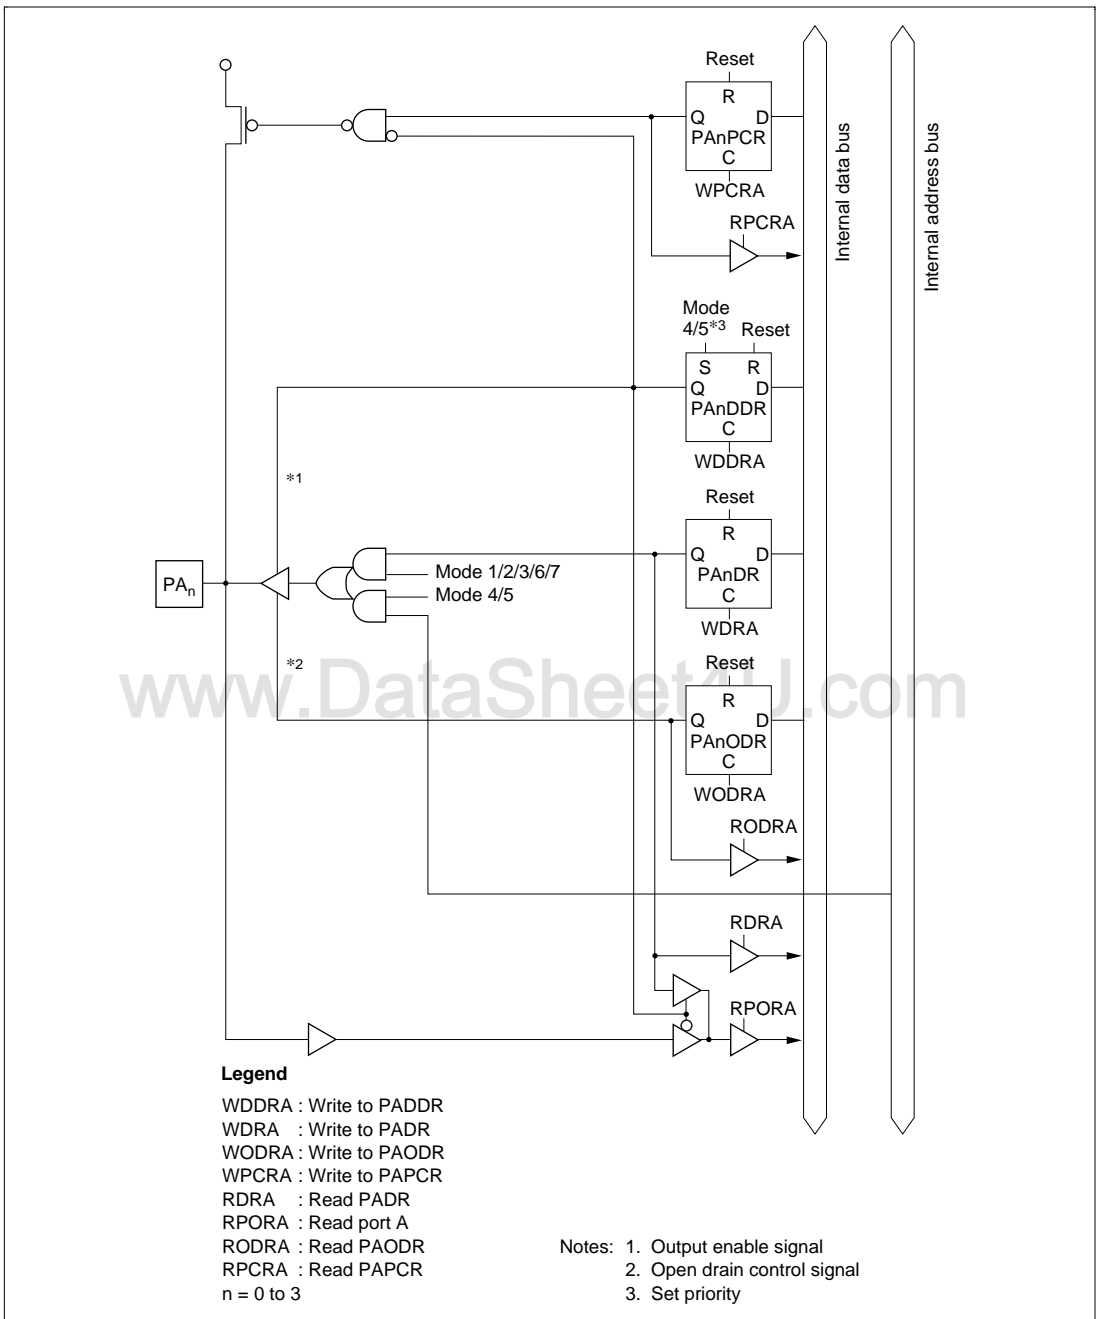 Reset
R
Q D
PAnPCR
C
WPCRA
RPCRA
Internal data bus
Internal address bus
Mode
4/5*3 Reset
S R
Q D
PAnDDR
C
WDDRA
*1
Reset
R
Q D
PAnDR
C
WDRA
Mode 1/2/3/6/7
Mode 4/5
PAn
*2
www.DataSheet4U.com
Reset
R
Q D
PAnODR
C
WODRA
RODRA
RDRA
RPORA
Legend
WDDRA : Write to PADDR
WDRA : Write to PADR
WODRA : Write to PAODR
WPCRA : Write to PAPCR
RDRA : Read PADR
RPORA : Read port A
RODRA : Read PAODR
RPCRA : Read PAPCR
n = 0 to 3
Notes: 1. Output enable signal
2. Open drain control signal
3. Set priority